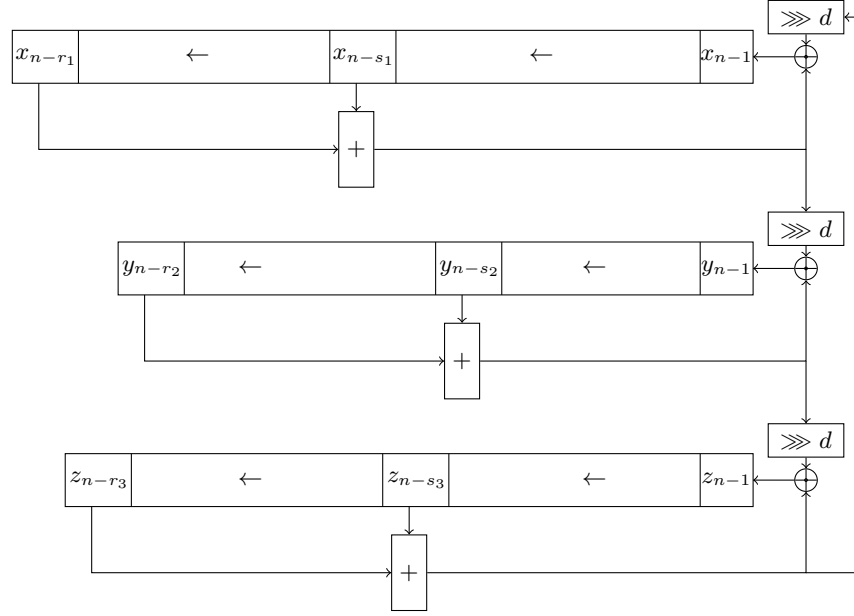 ⋙ d
x_{n−r_1} ← x_{n−s_1} ← x_{n−1} ⊕
+
⋙ d
y_{n−r_2} ← y_{n−s_2} ← y_{n−1} ⊕
+
⋙ d
z_{n−r_3} ← z_{n−s_3} ← z_{n−1} ⊕
+